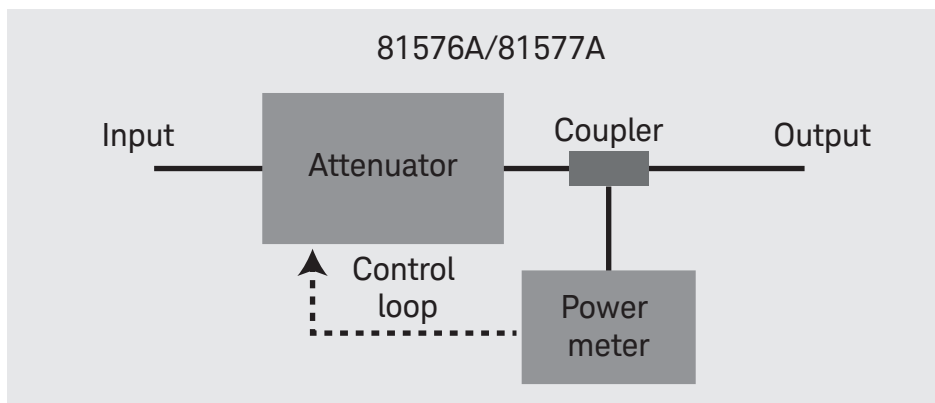 81576A/81577A
Input
Attenuator
Coupler
Output
Control
loop
Power
meter